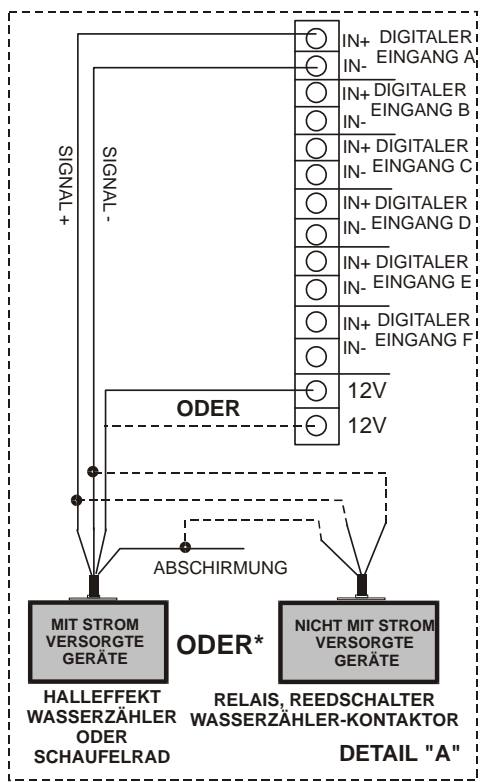 IN+ DIGITALER
IN- EINGANG A
IN+ DIGITALER
IN- EINGANG B
IN+ DIGITALER
IN- EINGANG C
IN+ DIGITALER
IN- EINGANG D
IN+ DIGITALER
IN- EINGANG E
IN+ DIGITALER
IN- EINGANG F
SIGNAL +
SIGNAL -
12V
ODER
12V
ABSCHIRMUNG
MIT STROM
VERSORGTE
GERÄTE
ODER*
NICHT MIT STROM
VERSORGTE
GERÄTE
HALLEFFEKT
WASSERZÄHLER
ODER
SCHAUFELRAD
RELAIS, REEDSCHALTER
WASSERZÄHLER-KONTAKTOR
DETAIL "A"